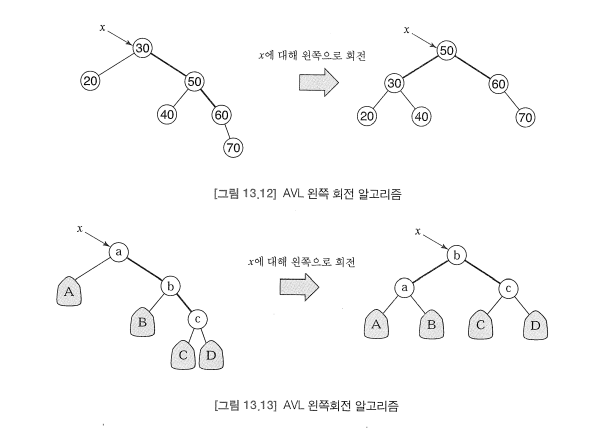 x
30
20
50
40
60
70
x에 대해 왼쪽으로 회전
x
50
30
60
20
40
70
[그림 13.12] AVL 왼쪽 회전 알고리즘
x
a
A
b
B
c
C
D
x에 대해 왼쪽으로 회전
x
b
a
c
A
B
C
D
[그림 13.13] AVL 왼쪽회전 알고리즘